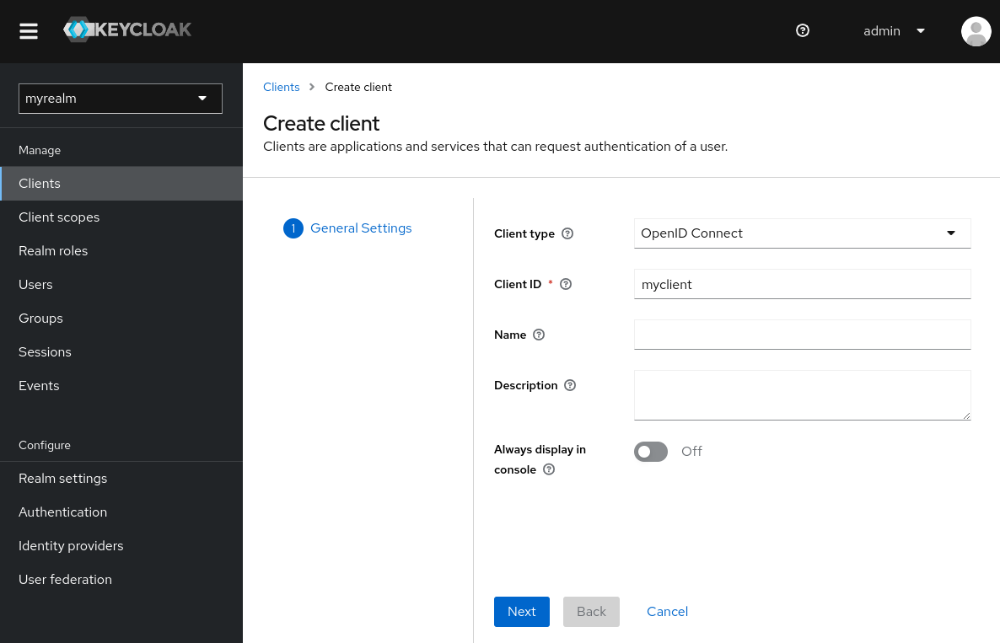 KEYCLOAK
admin
myrealm
Manage
Clients
Client scopes
Realm roles
Users
Groups
Sessions
Events
Configure
Realm settings
Authentication
Identity providers
User federation
Clients > Create client
Create client
Clients are applications and services that can request authentication of a user.
1 General Settings
Client type ? OpenID Connect
Client ID * ? myclient
Name ?
Description ?
Always display in
console ? Off
Next Back Cancel